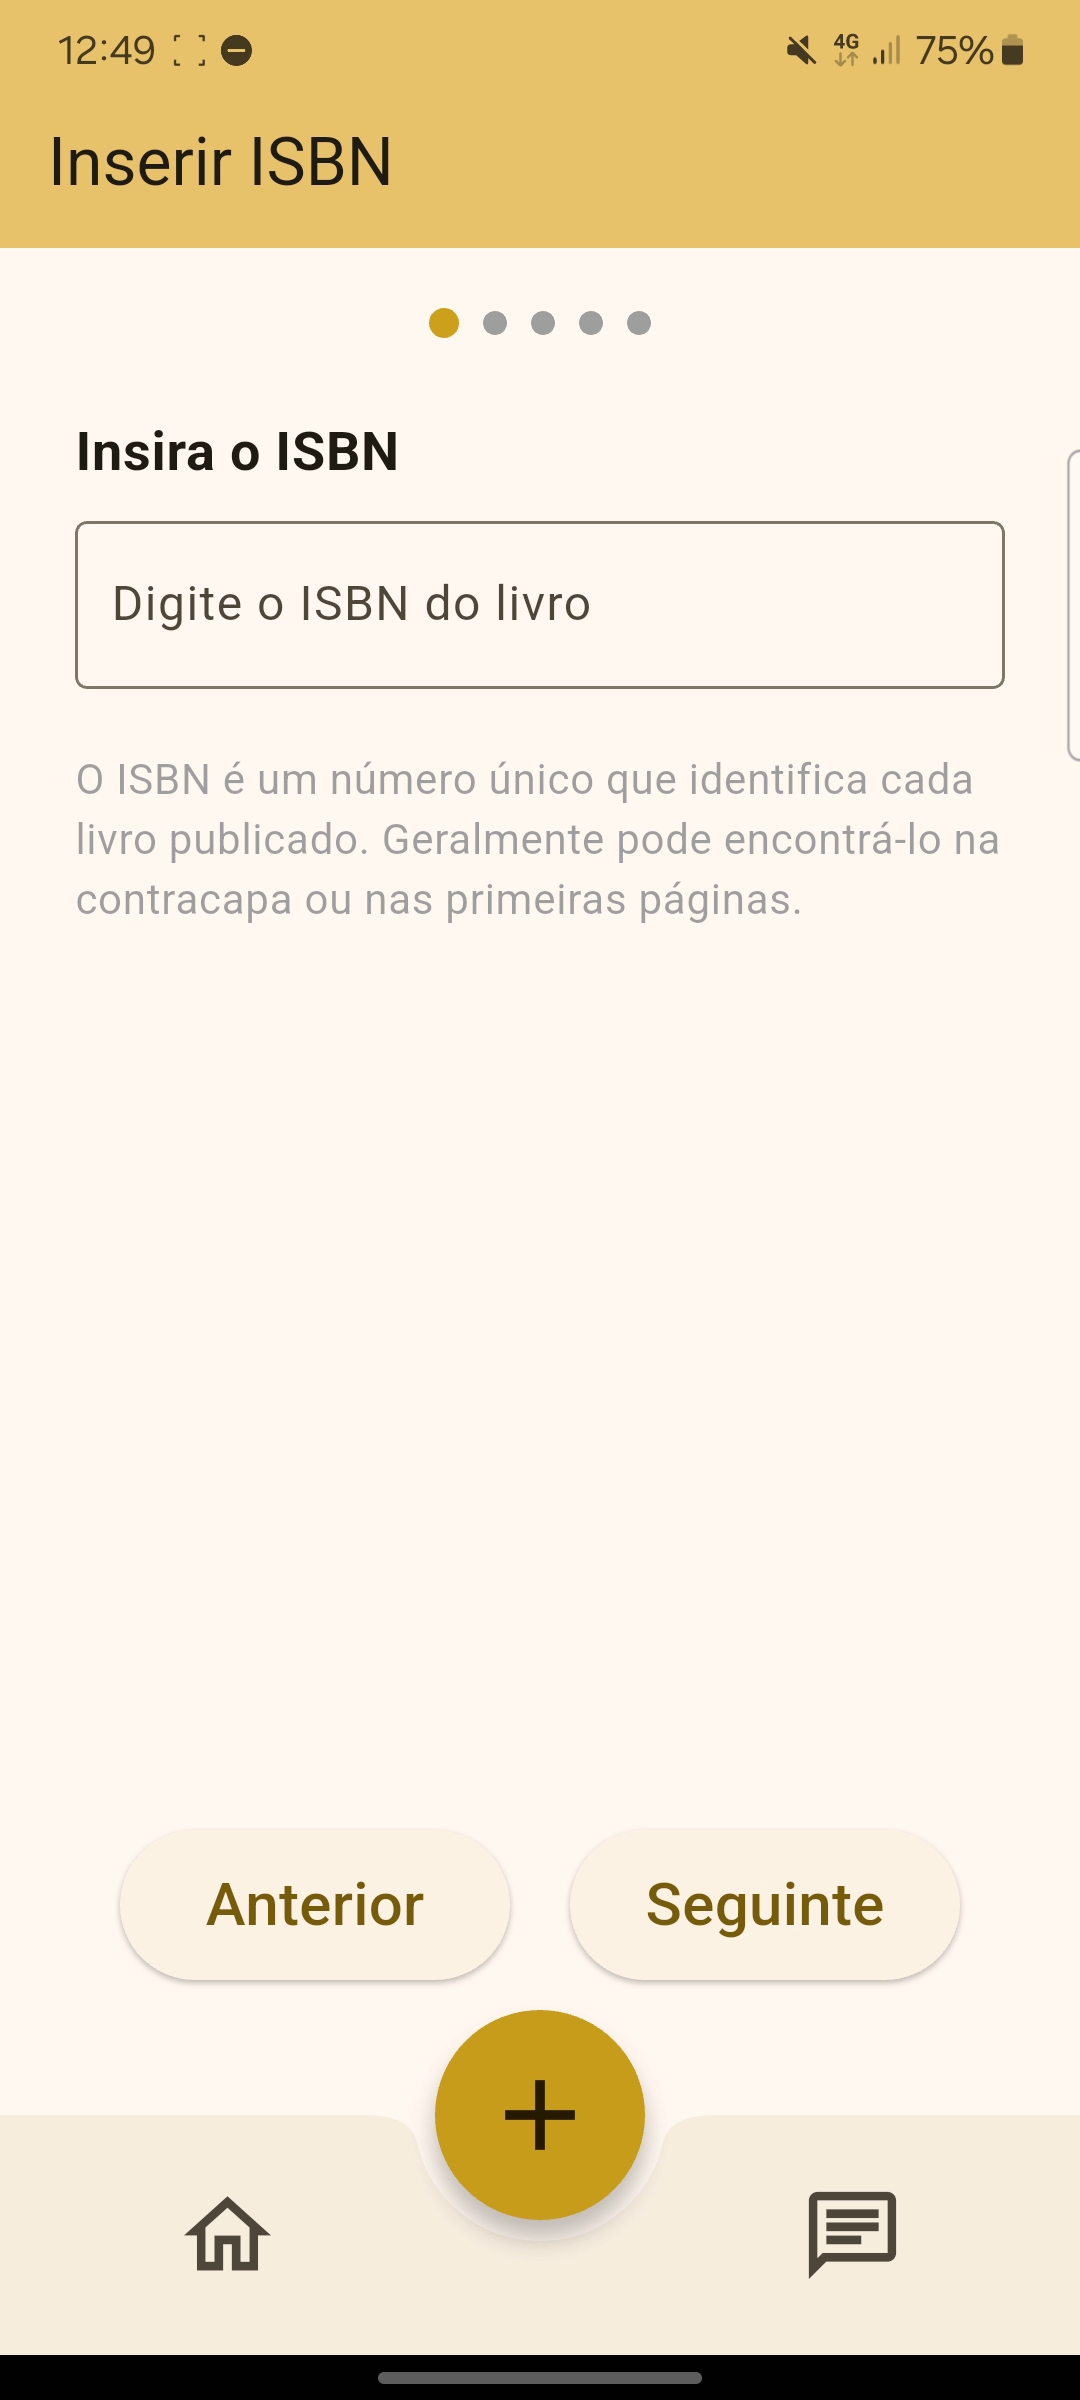 12:49
4G
75%
Inserir ISBN
Insira o ISBN
Digite o ISBN do livro
O ISBN é um número único que identifica cada
livro publicado. Geralmente pode encontrá-lo na
contracapa ou nas primeiras páginas.
Anterior
Seguinte